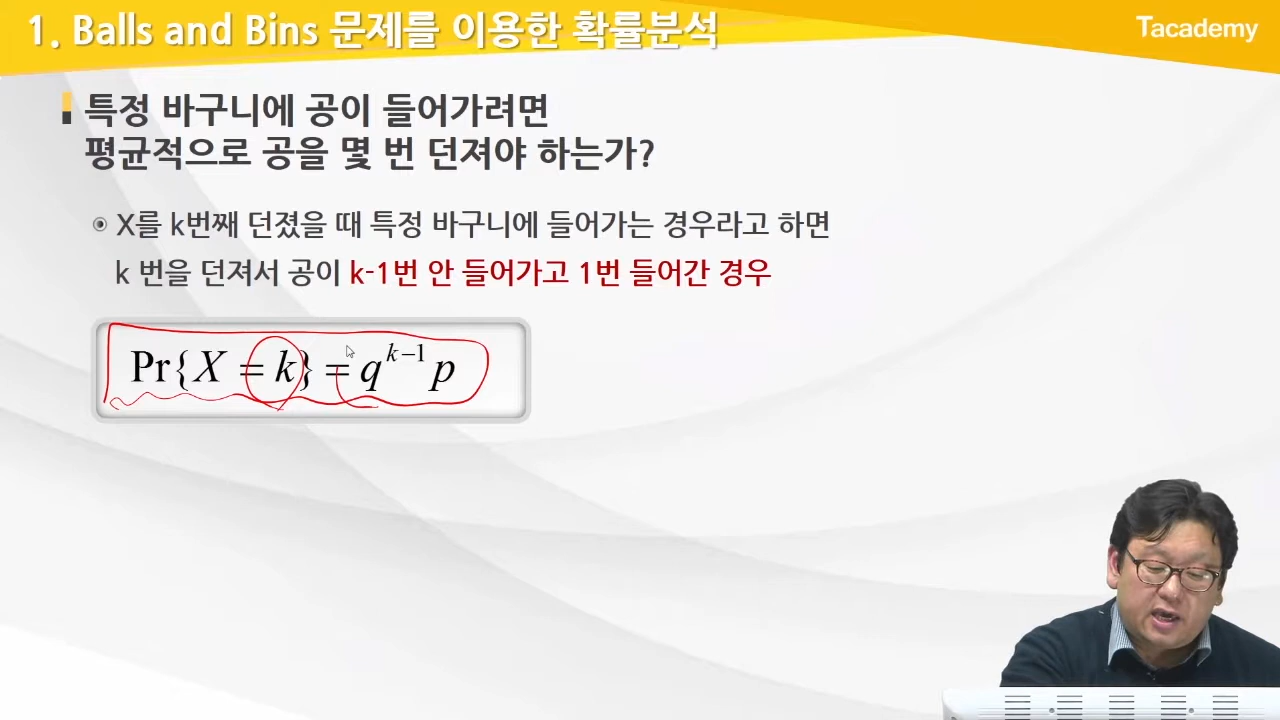 1. Balls and Bins 문제를 이용한 확률분석
Tacademy
특정 바구니에 공이 들어가려면
평균적으로 공을 몇 번 던져야 하는가?
X를 k번째 던졌을 때 특정 바구니에 들어가는 경우라고 하면
k 번을 던져서 공이 k-1번 안 들어가고 1번 들어간 경우
Pr{X = k} = q^{k-1} p